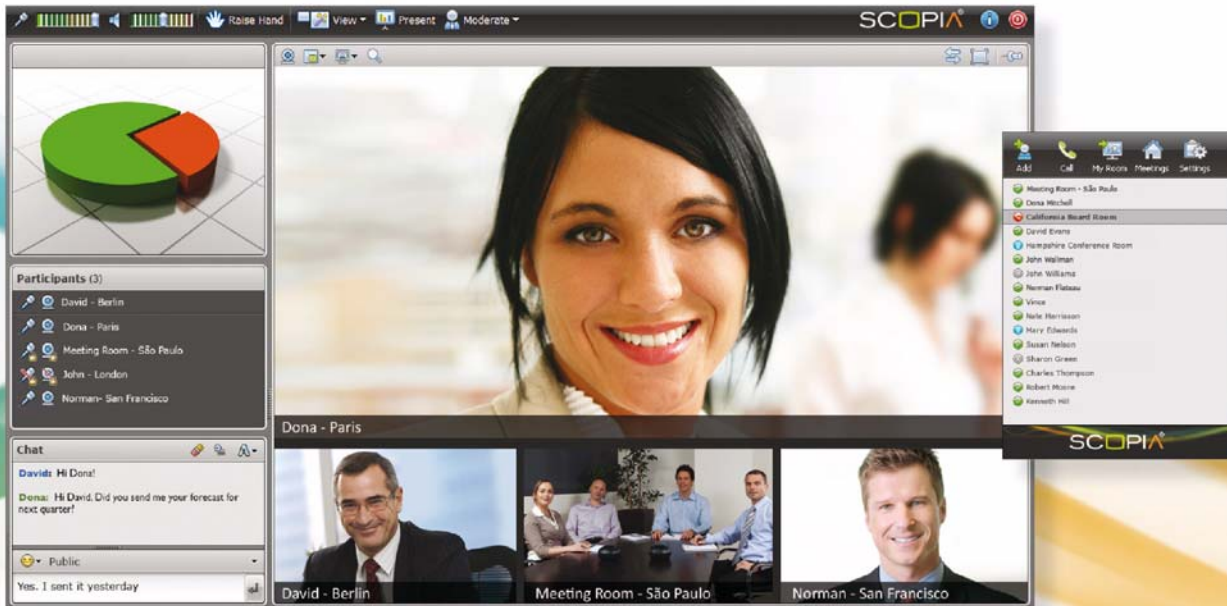 Raise Hand View Present Moderate SCOPIA
Participants (3)
David - Berlin
Dona - Paris
Meeting Room - São Paulo
John - London
Norman- San Francisco
Chat
David: Hi Dona!
Dona: Hi David. Did you send me your forecast for
next quarter?
Public
Yes. I sent it yesterday
Dona - Paris
David - Berlin
Meeting Room - São Paulo
Norman - San Francisco
Add Call My Room Meetings Settings
Meeting Room - São Paulo
Dona Mitchell
California Board Room
David Evans
Hampshire Conference Room
John Wallman
John Williams
Norman Flateau
Vince
Nate Harrisson
Mary Edwards
Susan Nelson
Sharon Green
Charles Thompson
Robert Moore
Kenneth Hill
SCOPIA